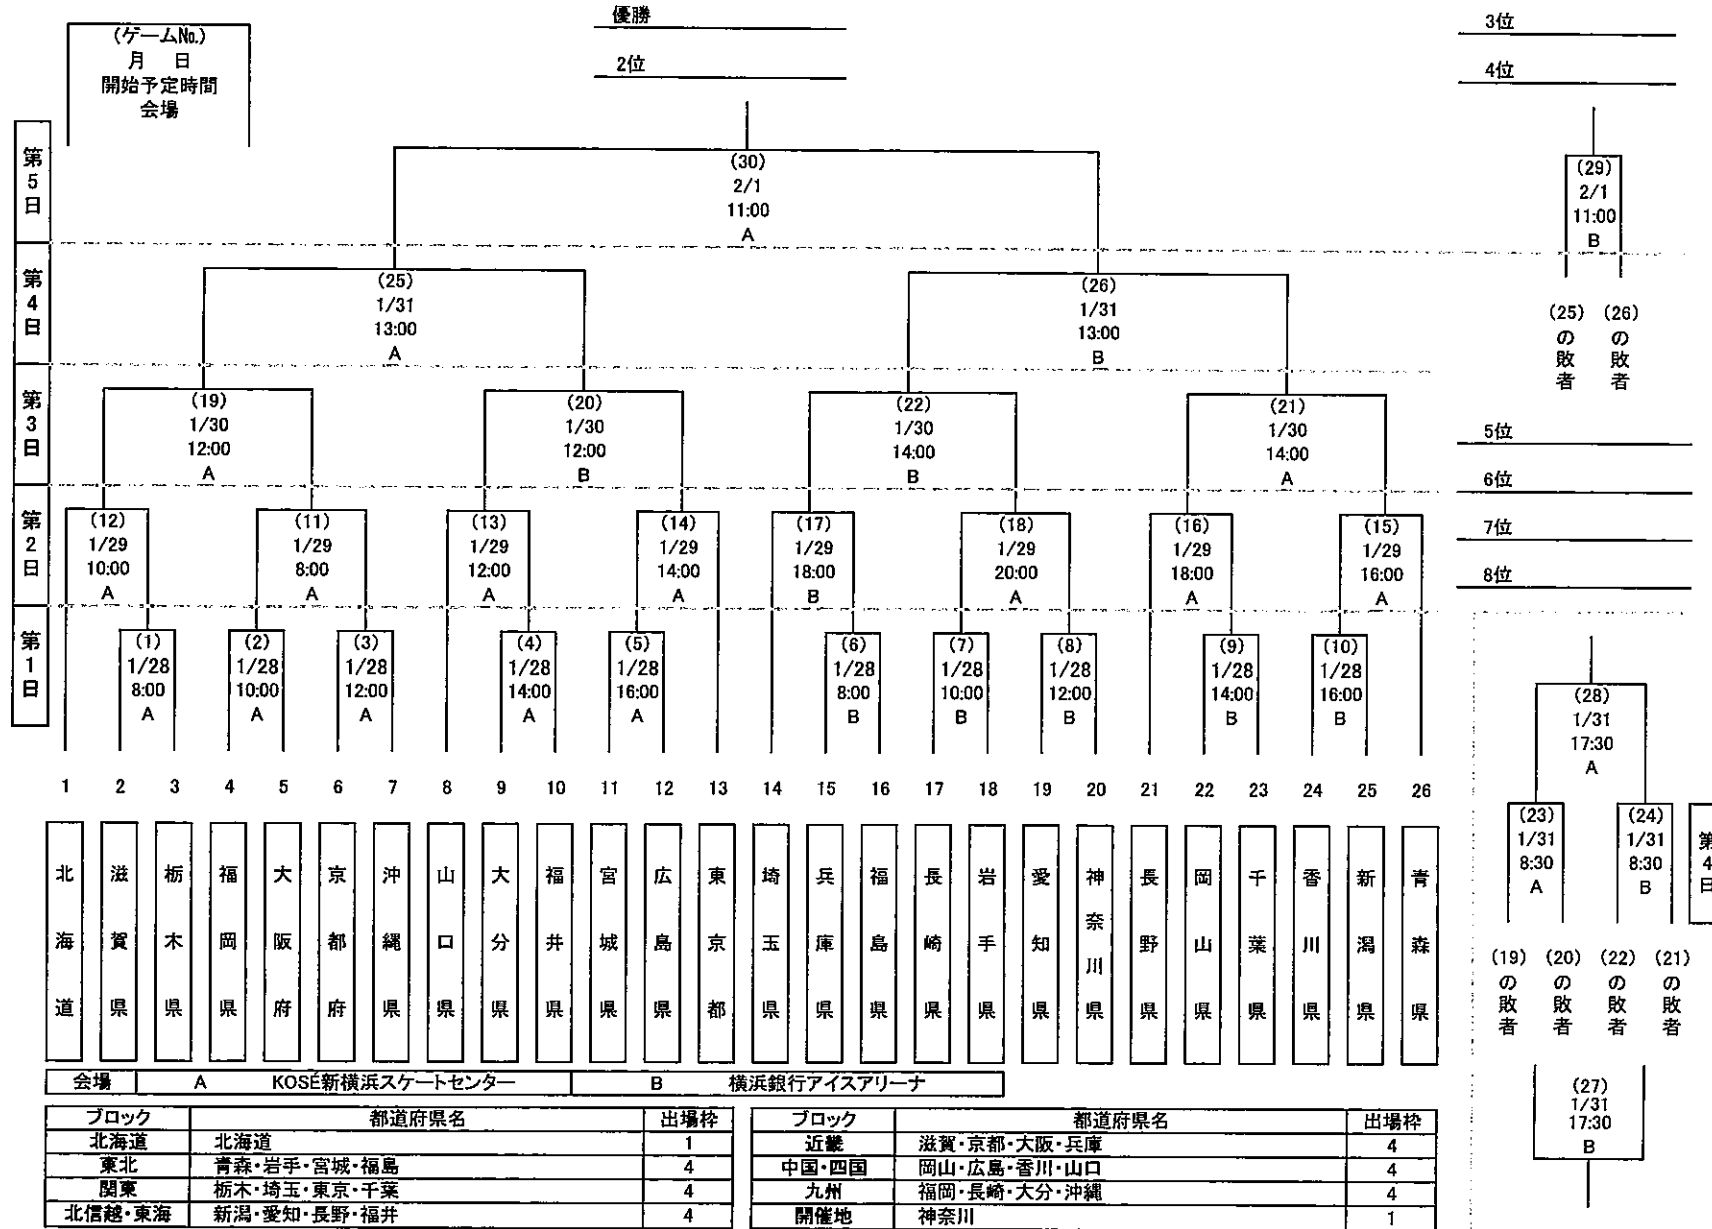 優勝
3位
(ゲームNo.)
月 日
開始予定時間
会場
2位
4位
第5日
(30)
2/1
11:00
A
(29)
2/1
11:00
B
第4日
(25)
1/31
13:00
A
(26)
1/31
13:00
B
(25)の敗者
(26)の敗者
第3日
(19)
1/30
12:00
A
(20)
1/30
12:00
B
(22)
1/30
14:00
B
(21)
1/30
14:00
A
5位
6位
7位
8位
第2日
(12)
1/29
10:00
A
(11)
1/29
8:00
A
(13)
1/29
12:00
A
(14)
1/29
14:00
A
(17)
1/29
18:00
B
(18)
1/29
20:00
A
(16)
1/29
18:00
A
(15)
1/29
16:00
A
第1日
(1)
1/28
8:00
A
(2)
1/28
10:00
A
(3)
1/28
12:00
A
(4)
1/28
14:00
A
(5)
1/28
16:00
A
(6)
1/28
8:00
B
(7)
1/28
10:00
B
(8)
1/28
12:00
B
(9)
1/28
14:00
B
(10)
1/28
16:00
B
(28)
1/31
17:30
A
1 2 3 4 5 6 7 8 9 10 11 12 13 14 15 16 17 18 19 20 21 22 23 24 25 26
北海道
滋賀県
栃木県
福岡県
大阪府
京都府
沖縄県
山口県
大分県
福井県
宮城県
広島県
東京都
埼玉県
兵庫県
福島県
長崎県
岩手県
愛知県
神奈川県
長野県
岡山県
千葉県
香川県
新潟県
青森県
(23)
1/31
8:30
A
(24)
1/31
8:30
B
第4日
(19)の敗者
(20)の敗者
(22)の敗者
(21)の敗者
(27)
1/31
17:30
B
会場 A KOSÉ新横浜スケートセンター B 横浜銀行アイスアリーナ
ブロック 都道府県名 出場枠
北海道 北海道 1
東北 青森・岩手・宮城・福島 4
関東 栃木・埼玉・東京・千葉 4
北信越・東海 新潟・愛知・長野・福井 4
ブロック 都道府県名 出場枠
近畿 滋賀・京都・大阪・兵庫 4
中国・四国 岡山・広島・香川・山口 4
九州 福岡・長崎・大分・沖縄 4
開催地 神奈川 1